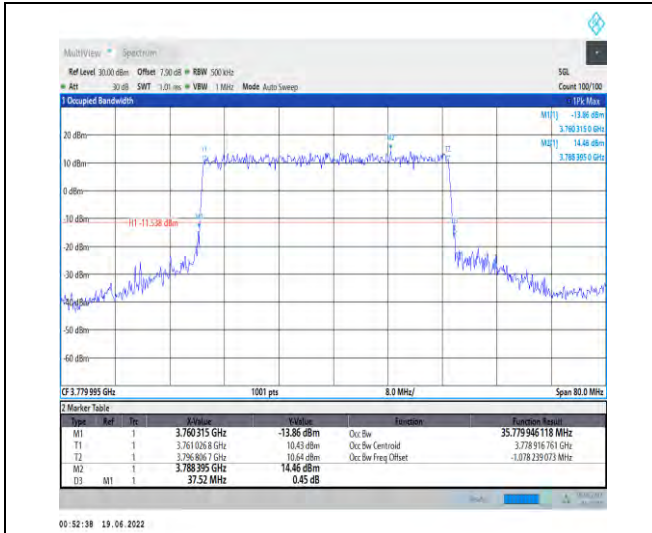 MultiView Spectrum
Ref Level 30.00 dBm Offset 7.90 dB RBW 500 kHz SGL
Att 30 dB SWT 1.01 ms VBW 1 MHz Mode Auto Sweep Count 100/100
1 Occupied Bandwidth 1Pk Max
M1[1] -13.86 dBm
3.760 315 0 GHz
M2[1] 14.46 dBm
3.788 395 0 GHz
20 dBm
T1 M2 T2
10 dBm
0 dBm
-10 dBm
H1 -11.538 dBm
-20 dBm
-30 dBm
-40 dBm
-50 dBm
-60 dBm
CF 3.779 995 GHz 1001 pts 8.0 MHz/ Span 80.0 MHz
2 Marker Table
Type Ref Trc X-Value Y-Value Function Function Result
M1 1 3.760315 GHz -13.86 dBm Occ Bw 35.779 946 118 MHz
T1 1 3.761 026 8 GHz 10.43 dBm Occ Bw Centroid 3.778 916 761 GHz
T2 1 3.796 806 7 GHz 10.64 dBm Occ Bw Freq Offset -1.078 239 073 MHz
M2 1 3.788 395 GHz 14.46 dBm
D3 M1 1 37.52 MHz 0.45 dB
00:52:38 19.06.2022